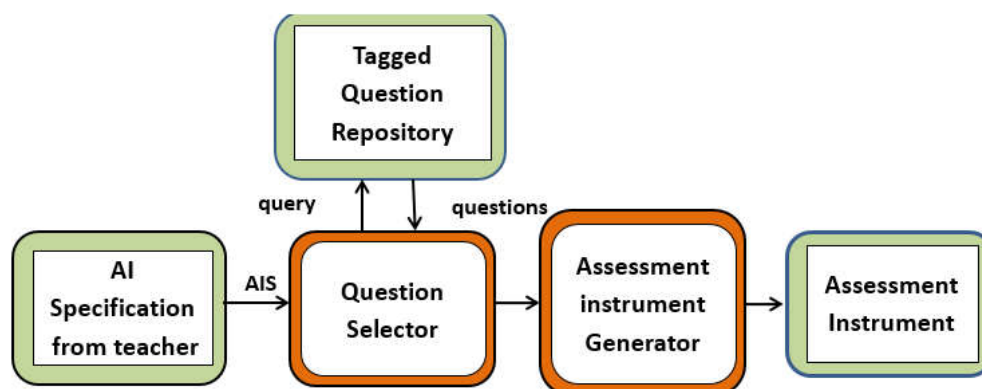 Tagged
Question
Repository
query
questions
AI
Specification
from teacher
AIS
Question
Selector
Assessment
instrument
Generator
Assessment
Instrument